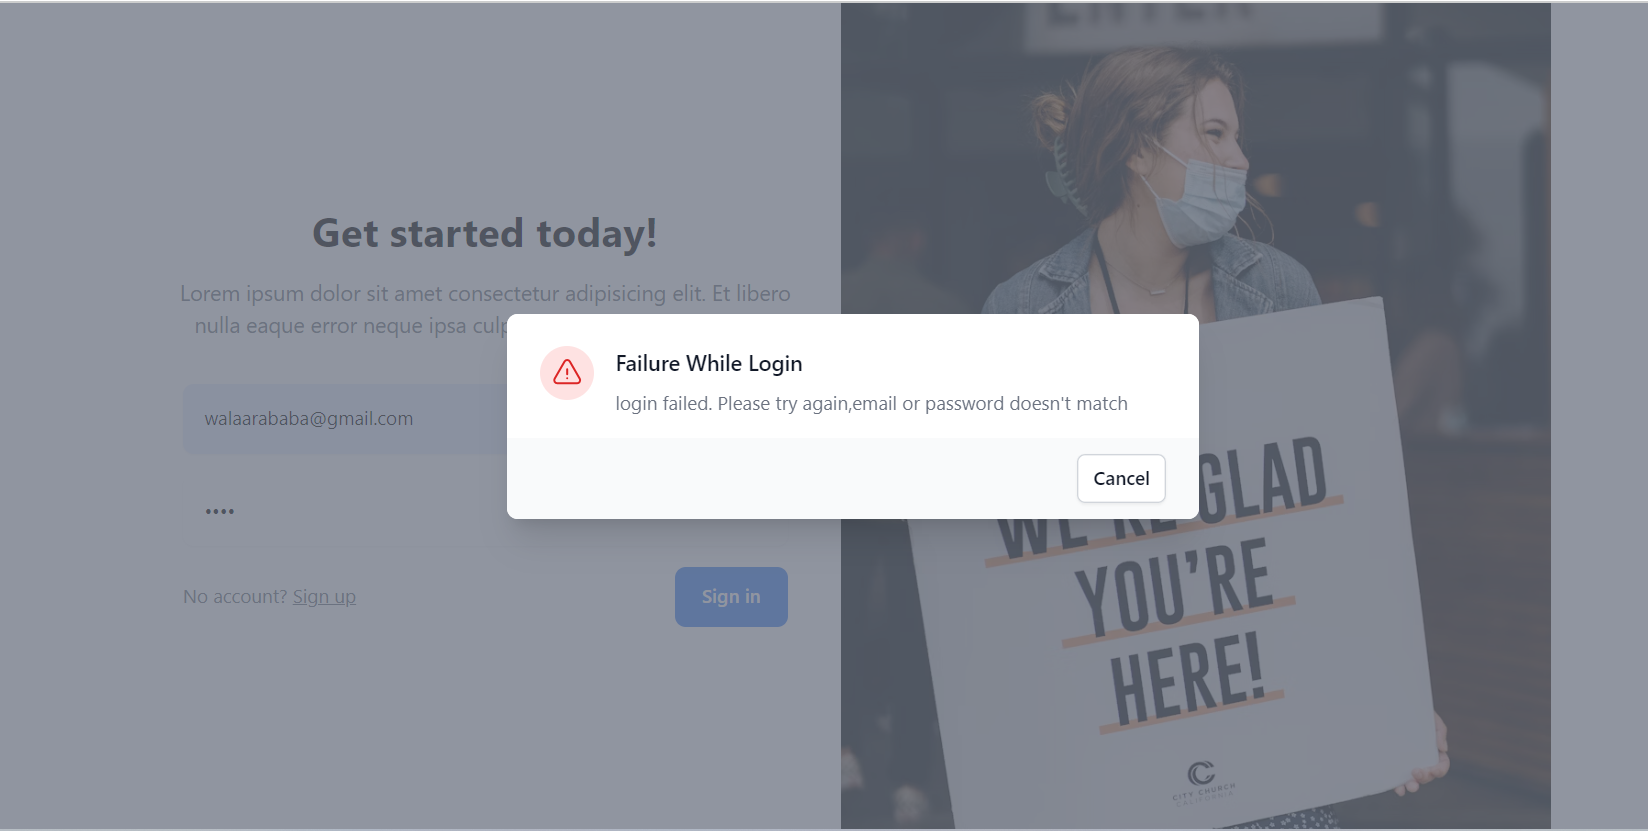 Get started today!
Lorem ipsum dolor sit amet consectetur adipisicing elit. Et libero
nulla eaque error neque ipsa culp
walaarababa@gmail.com
••••
No account? Sign up
Sign in
Failure While Login
login failed. Please try again,email or password doesn't match
Cancel
WE'RE GLAD
YOU'RE
HERE!
CITY CHURCH
CALIFORNIA